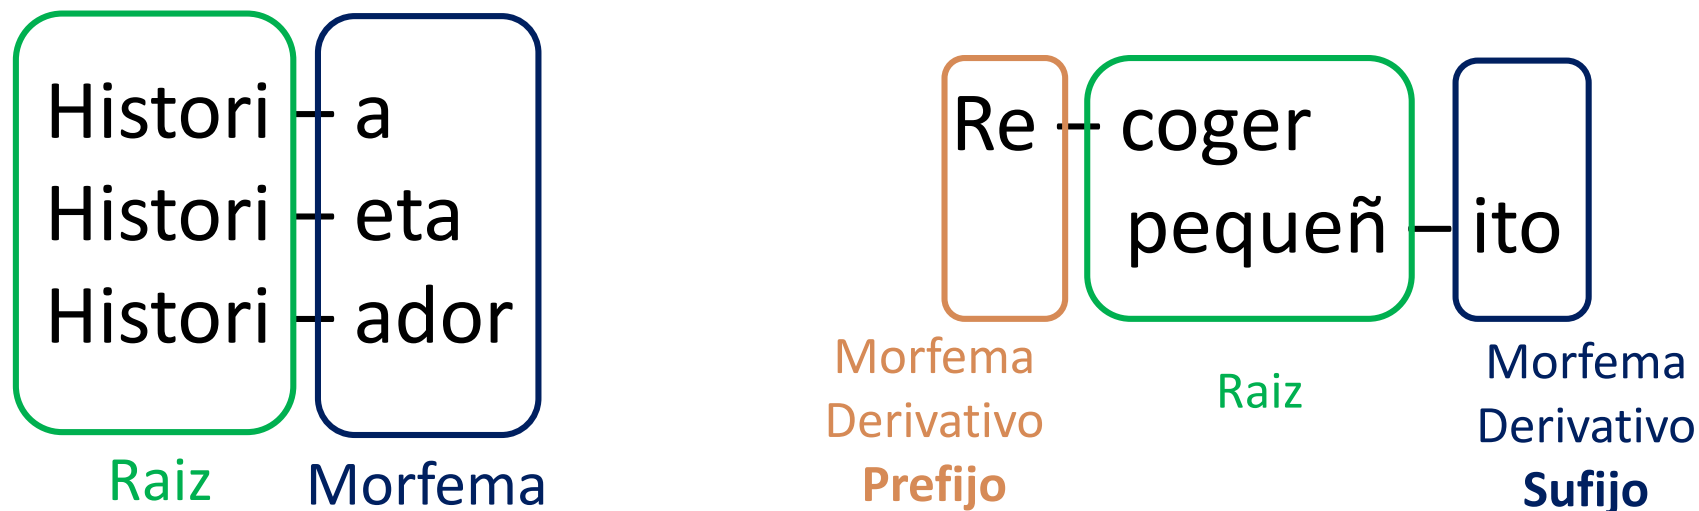 Histori – a
Histori – eta
Histori – ador
Raiz
Morfema
Re – coger
pequeñ – ito
Morfema
Derivativo
Prefijo
Raiz
Morfema
Derivativo
Sufijo